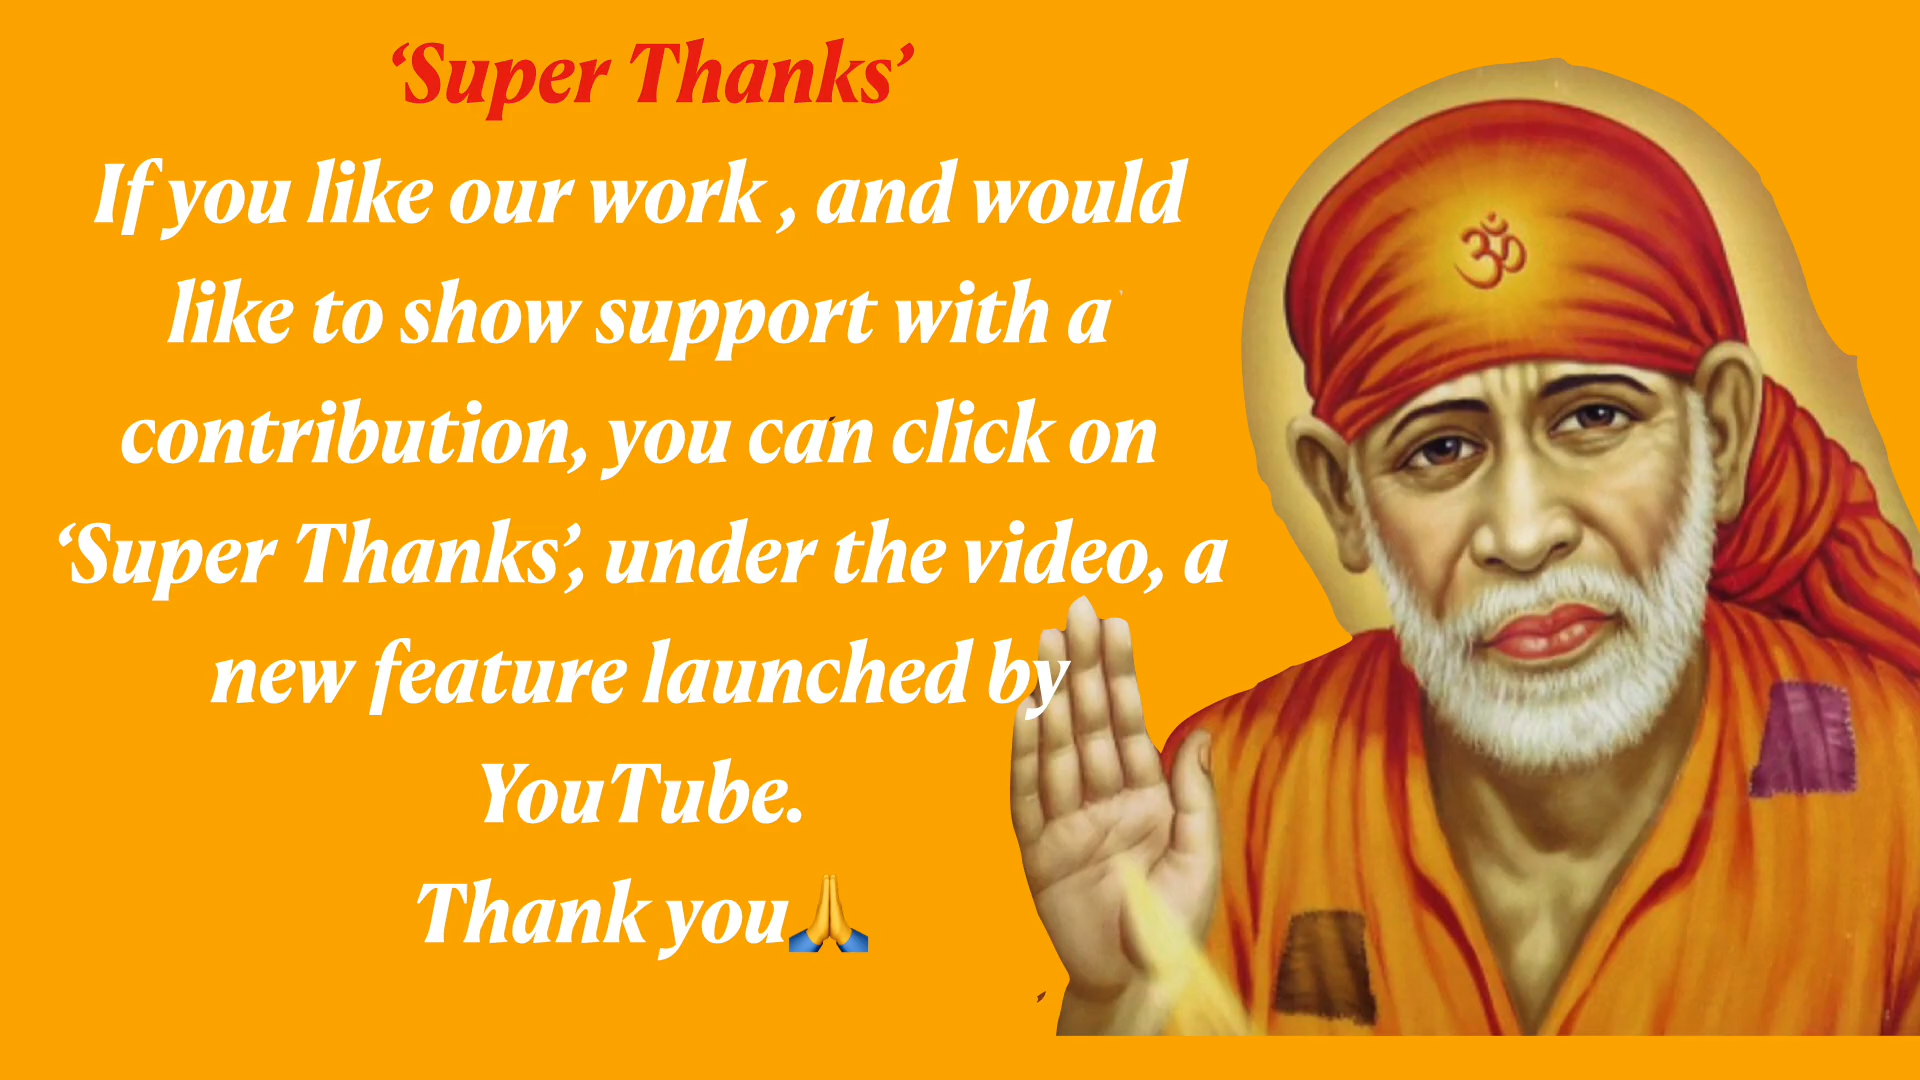 ‘Super Thanks’
If you like our work , and would
like to show support with a
contribution, you can click on
‘Super Thanks’, under the video, a
new feature launched by
YouTube.
Thank you🙏
ॐ